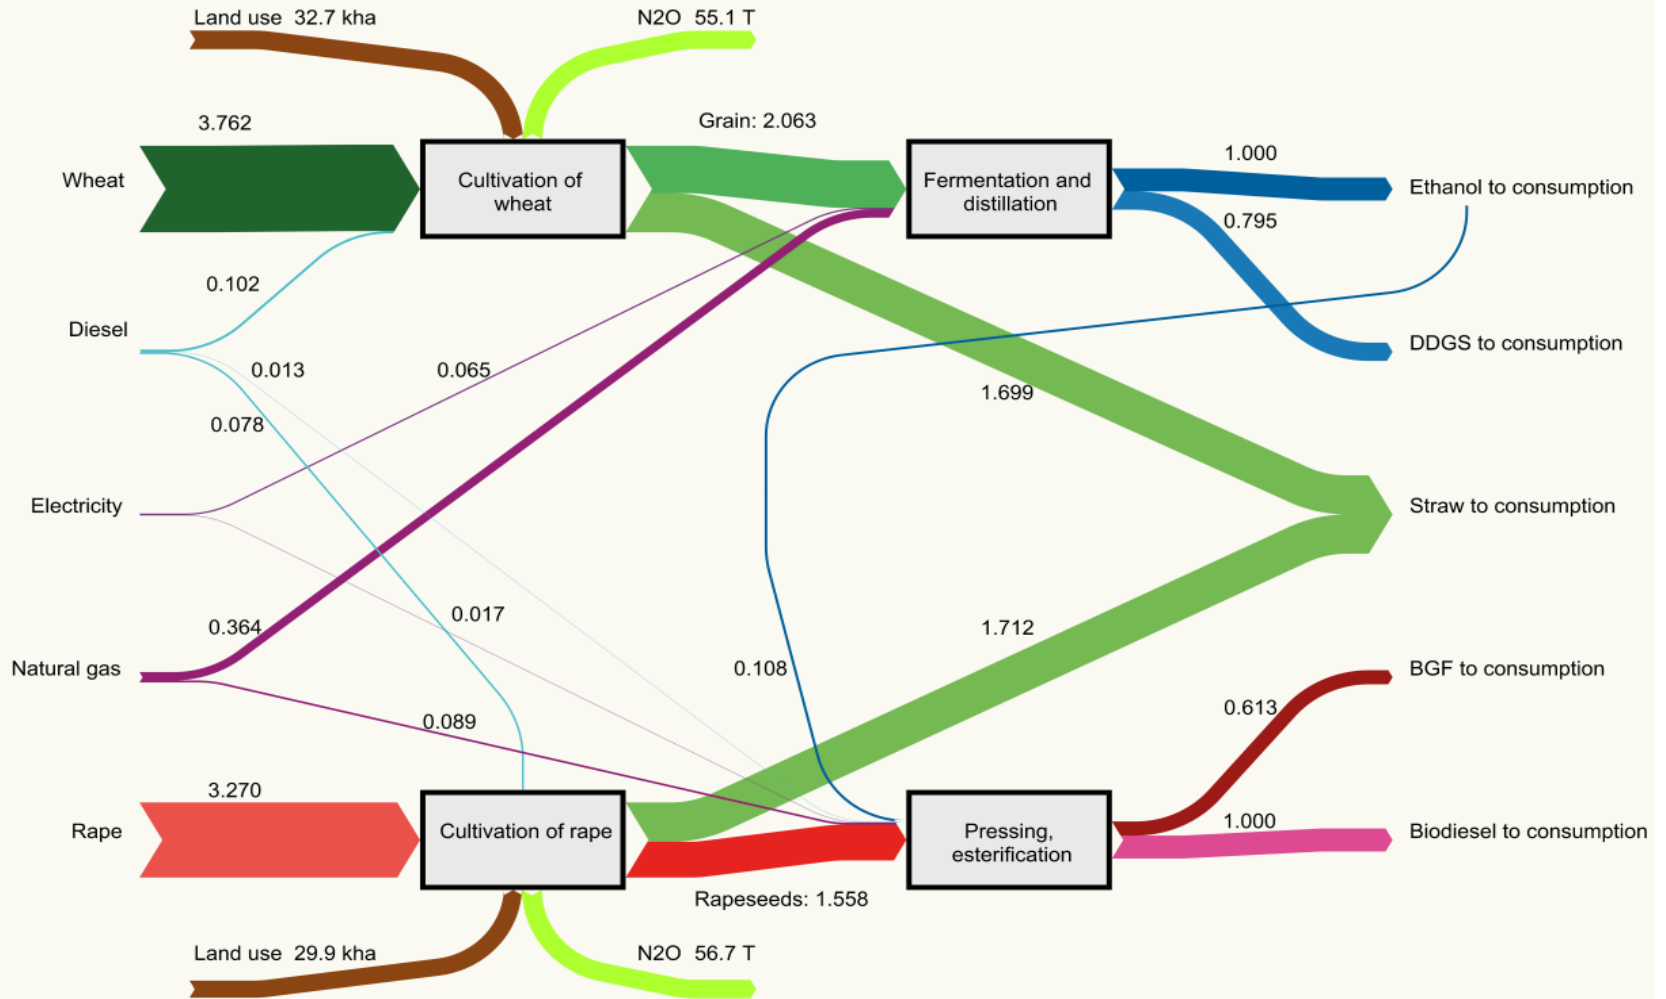 Land use 32.7 kha
N2O 55.1 T
3.762
Grain: 2.063
Wheat
Cultivation of
wheat
Fermentation and
distillation
1.000
Ethanol to consumption
0.795
0.102
Diesel
0.013
0.065
DDGS to consumption
0.078
1.699
Electricity
Straw to consumption
0.017
0.364
1.712
Natural gas
0.108
BGF to consumption
0.089
0.613
3.270
Rape
Cultivation of rape
Pressing,
esterification
1.000
Biodiesel to consumption
Rapeseeds: 1.558
Land use 29.9 kha
N2O 56.7 T